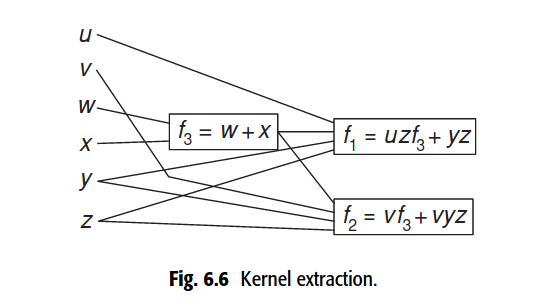 u
v
w
x
y
z
f₃ = w + x
f₁ = uzf₃ + yz
f₂ = vf₃ + vyz
Fig. 6.6 Kernel extraction.